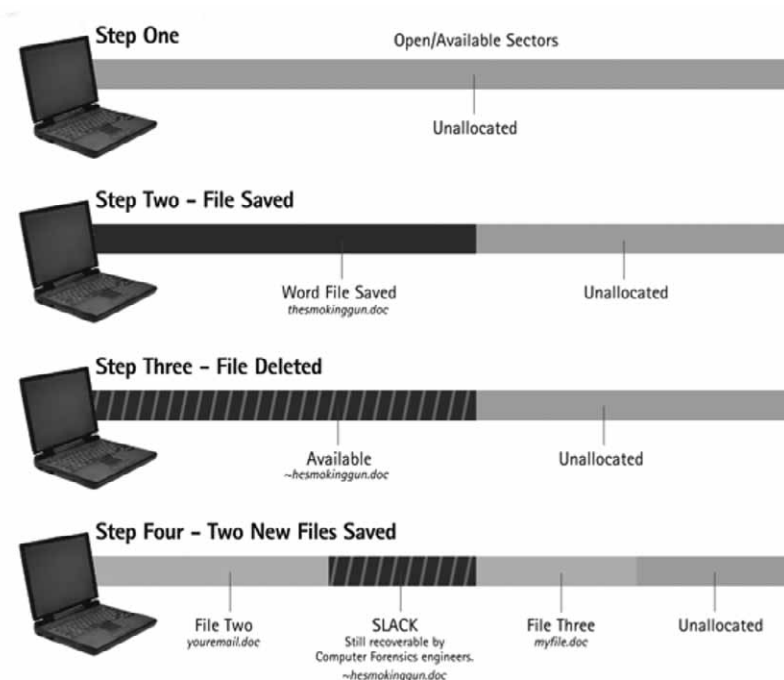 Step One
Open/Available Sectors
Unallocated
Step Two - File Saved
Word File Saved
thesmokinggun.doc
Unallocated
Step Three - File Deleted
Available
~hesmokinggun.doc
Unallocated
Step Four - Two New Files Saved
File Two
youremail.doc
SLACK
Still recoverable by
Computer Forensics engineers.
~hesmokinggun.doc
File Three
myfile.doc
Unallocated